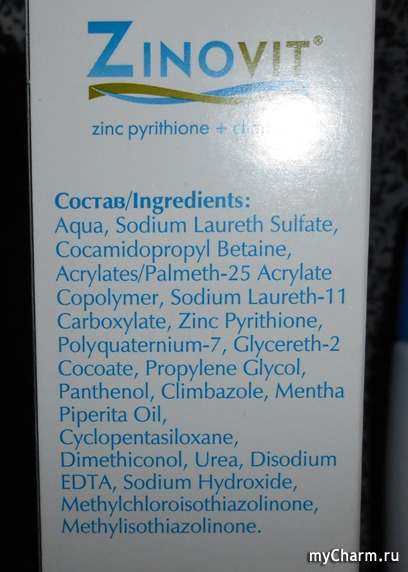 ZINOVIT®
zinc pyrithione +
Состав/Ingredients:
Aqua, Sodium Laureth Sulfate,
Cocamidopropyl Betaine,
Acrylates/Palmeth-25 Acrylate
Copolymer, Sodium Laureth-11
Carboxylate, Zinc Pyrithione,
Polyquaternium-7, Glycereth-2
Cocoate, Propylene Glycol,
Panthenol, Climbazole, Mentha
Piperita Oil,
Cyclopentasiloxane,
Dimethiconol, Urea, Disodium
EDTA, Sodium Hydroxide,
Methylchloroisothiazolinone,
Methylisothiazolinone.
myCharm.ru